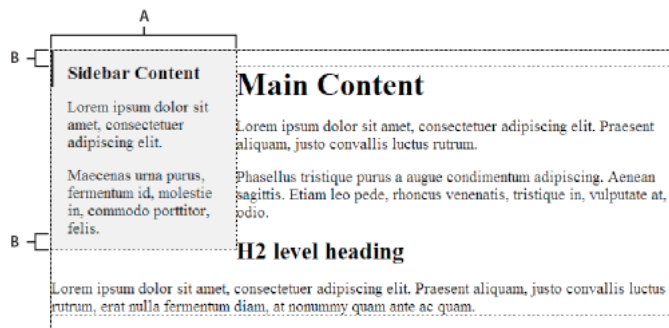 A
B
Sidebar Content
Lorem ipsum dolor sit
amet, consectetuer
adipiscing elit.
Maecenas urna purus,
fermentum id, molestie
in, commodo porttitor,
felis.
B
Main Content
Lorem ipsum dolor sit amet, consectetuer adipiscing elit. Praesent
aliquam, justo convallis luctus rutrum.
Phasellus tristique purus a augue condimentum adipiscing. Aenean
sagittis. Etiam leo pede, rhoncus venenatis, tristique in, vulputate at,
odio.
H2 level heading
Lorem ipsum dolor sit amet, consectetuer adipiscing elit. Praesent aliquam, justo convallis luctus
rutrum, erat nulla fermentum diam, at nonummy quam ante ac quam.